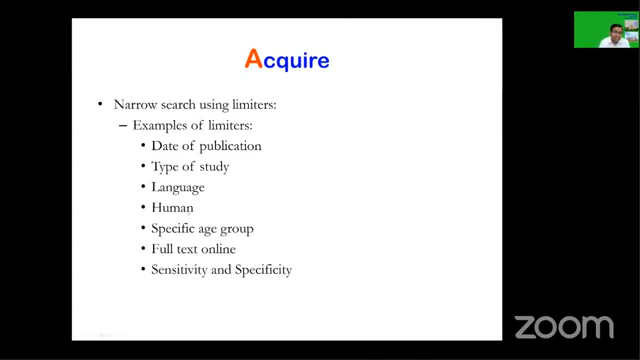 Acquire
• Narrow search using limiters:
– Examples of limiters:
• Date of publication
• Type of study
• Language
• Human
• Specific age group
• Full text online
• Sensitivity and Specificity
zoom